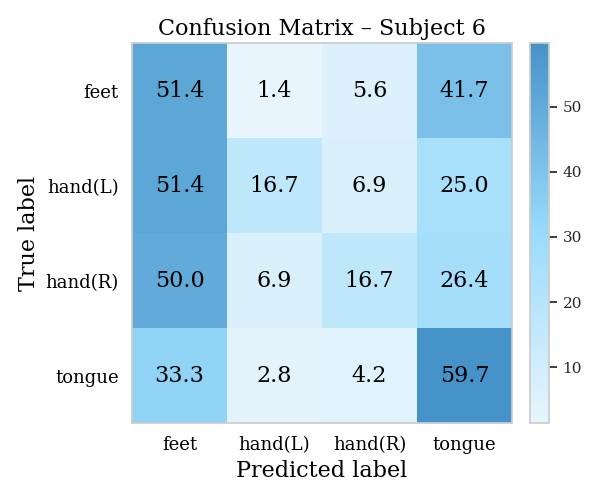 Confusion Matrix – Subject 6
feet 51.4 1.4 5.6 41.7
hand(L) 51.4 16.7 6.9 25.0
hand(R) 50.0 6.9 16.7 26.4
tongue 33.3 2.8 4.2 59.7
feet hand(L) hand(R) tongue
Predicted label
True label
50
40
30
20
10